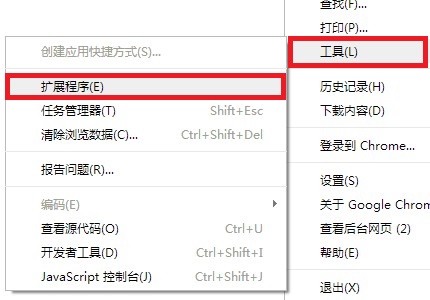 创建应用快捷方式(S)...
扩展程序(E)
任务管理器(T) Shift+Esc
清除浏览数据(C)... Ctrl+Shift+Del
报告问题(R)...
编码(E)
查看源代码(O) Ctrl+U
开发者工具(D) Ctrl+Shift+I
JavaScript 控制台(J) Ctrl+Shift+J
查找(F)...
打印(P)...
工具(L)
历史记录(H)
下载内容(D)
登录到 Chrome...
设置(S)
关于 Google Chrom
查看后台网页 (2)
帮助(E)
退出(X)